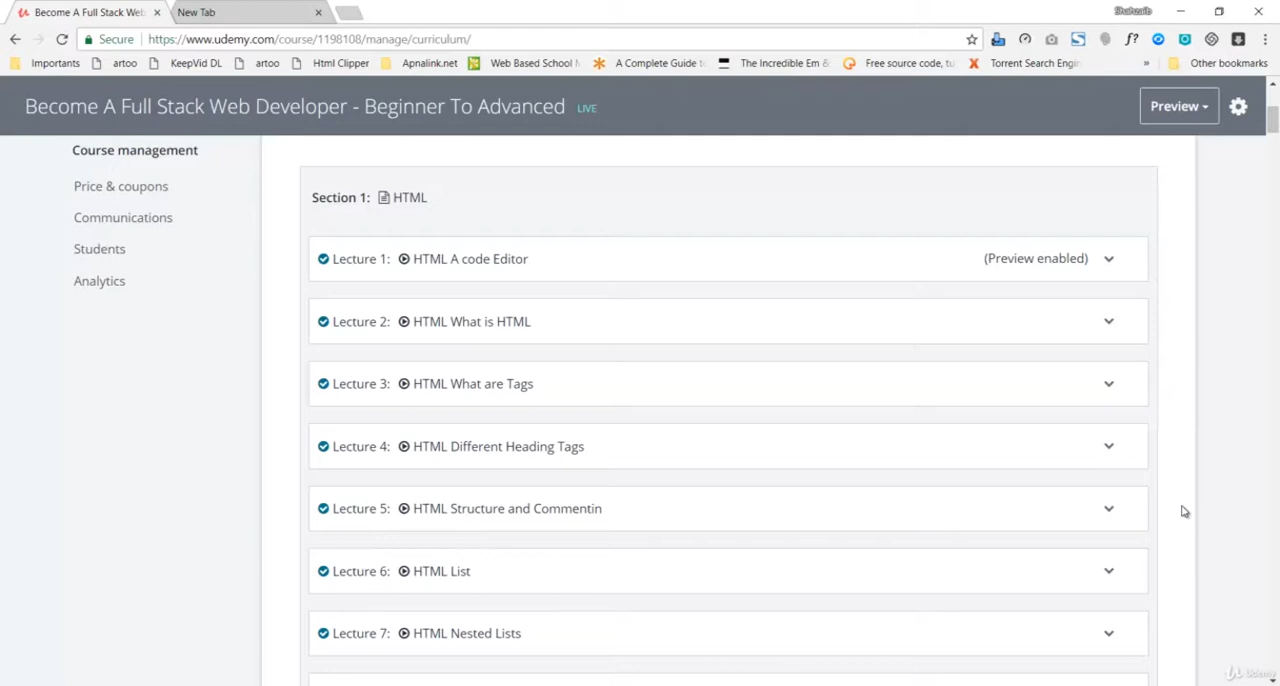 Become A Full Stack Web
New Tab
Shahzaib
Secure https://www.udemy.com/course/1198108/manage/curriculum/
Importants artoo KeepVid DL artoo Html Clipper Apnalink.net Web Based School A Complete Guide to The Incredible Em & Free source code, tu Torrent Search Engin » Other bookmarks
Become A Full Stack Web Developer - Beginner To Advanced LIVE Preview
Course management
Price & coupons
Communications
Students
Analytics
Section 1: HTML
Lecture 1: HTML A code Editor (Preview enabled)
Lecture 2: HTML What is HTML
Lecture 3: HTML What are Tags
Lecture 4: HTML Different Heading Tags
Lecture 5: HTML Structure and Commentin
Lecture 6: HTML List
Lecture 7: HTML Nested Lists
Udemy